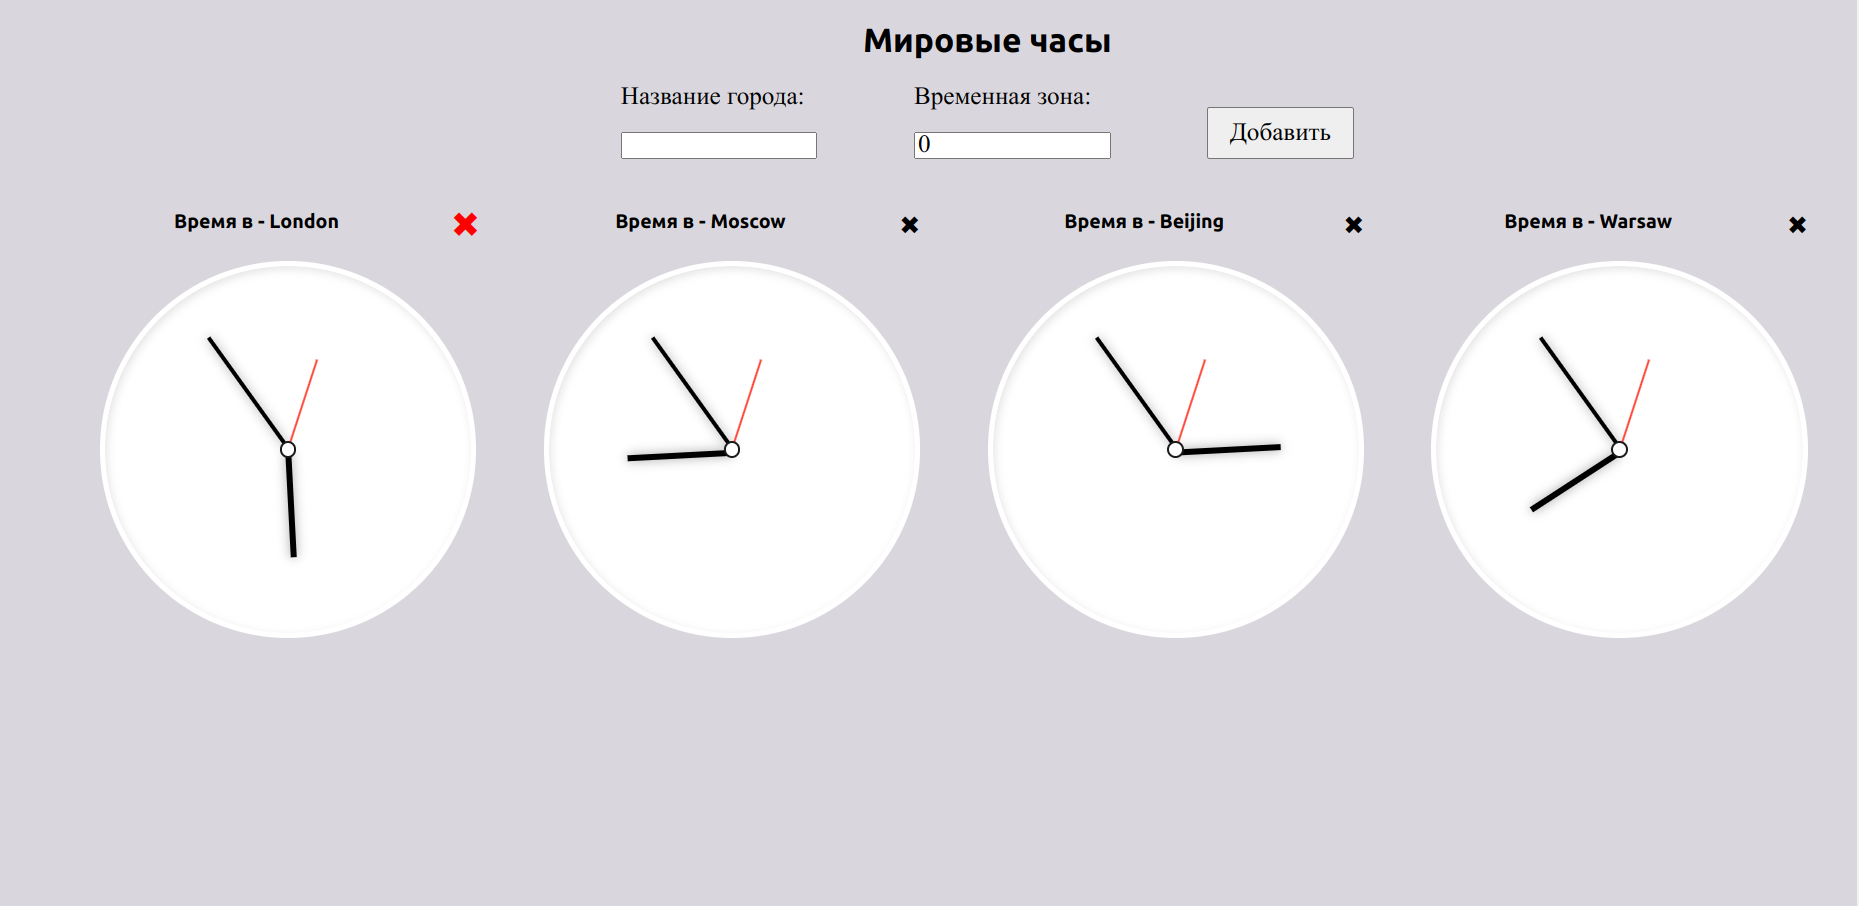 Мировые часы
Название города:
Временная зона:
0
Добавить
Время в - London
✖
Время в - Moscow
✖
Время в - Beijing
✖
Время в - Warsaw
✖